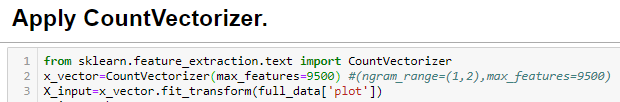 Apply CountVectorizer.
1 from sklearn.feature_extraction.text import CountVectorizer
2 x_vector=CountVectorizer(max_features=9500) #(ngram_range=(1,2),max_features=9500)
3 X_input=x_vector.fit_transform(full_data['plot'])